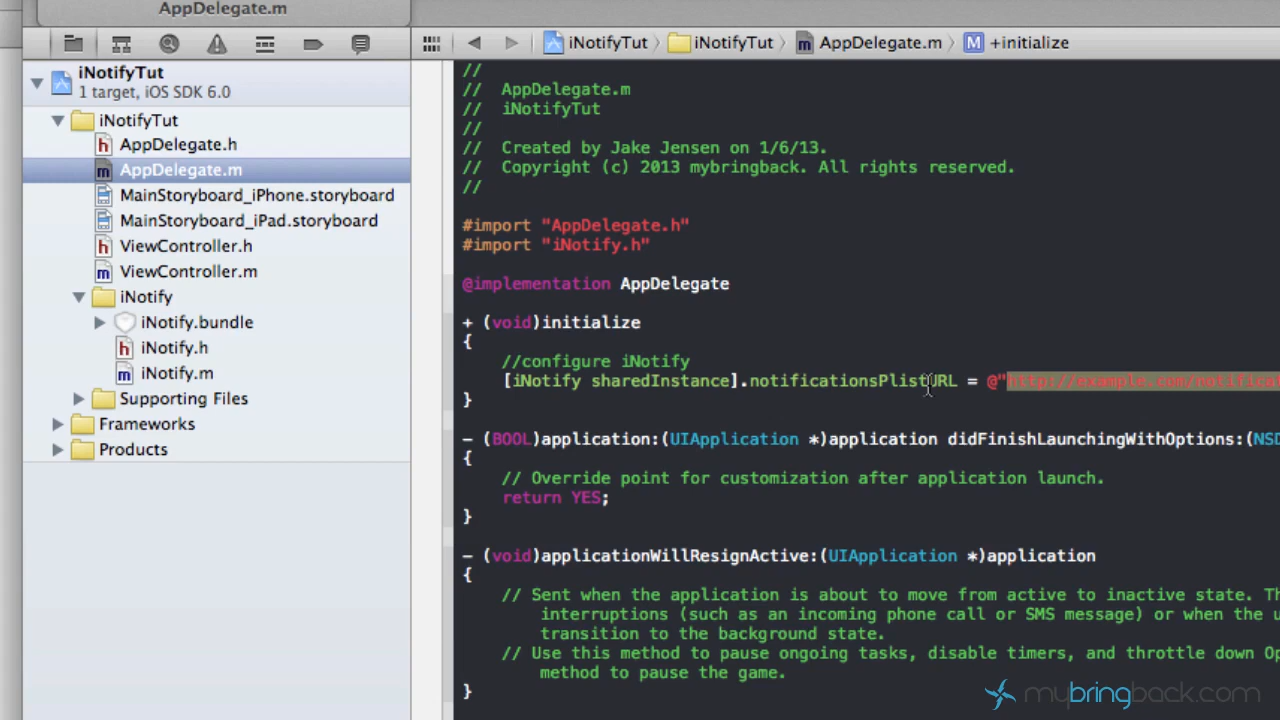 AppDelegate.m
iNotifyTut
iNotifyTut
AppDelegate.m
+initialize
iNotifyTut
1 target, iOS SDK 6.0
iNotifyTut
AppDelegate.h
AppDelegate.m
MainStoryboard_iPhone.storyboard
MainStoryboard_iPad.storyboard
ViewController.h
ViewController.m
iNotify
iNotify.bundle
iNotify.h
iNotify.m
Supporting Files
Frameworks
Products
//
// AppDelegate.m
// iNotifyTut
//
// Created by Jake Jensen on 1/6/13.
// Copyright (c) 2013 mybringback. All rights reserved.
//
#import "AppDelegate.h"
#import "iNotify.h"
@implementation AppDelegate
+ (void)initialize
{
//configure iNotify
[iNotify sharedInstance].notificationsPlistURL = @"http://example.com/notificat
}
- (BOOL)application:(UIApplication *)application didFinishLaunchingWithOptions:(NSD
{
// Override point for customization after application launch.
return YES;
}
- (void)applicationWillResignActive:(UIApplication *)application
{
// Sent when the application is about to move from active to inactive state. Th
interruptions (such as an incoming phone call or SMS message) or when the u
transition to the background state.
// Use this method to pause ongoing tasks, disable timers, and throttle down Op
method to pause the game.
}
mybringback.com